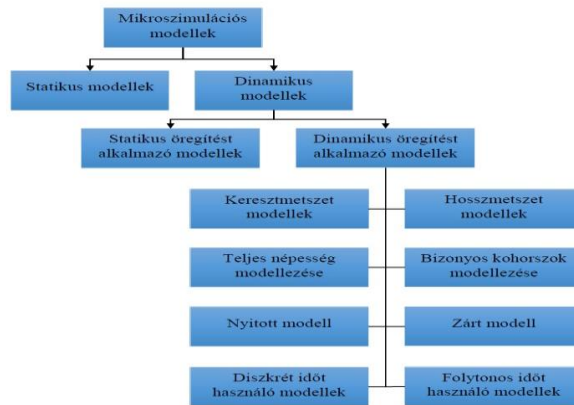 Mikroszimulációs
modellek
Statikus modellek
Dinamikus
modellek
Statikus öregítést
alkalmazó modellek
Dinamikus öregítést
alkalmazó modellek
Keresztmetszet
modellek
Hosszmetszet
modellek
Teljes népesség
modellezése
Bizonyos kohorszok
modellezése
Nyitott modell
Zárt modell
Diszkrét időt
használó modellek
Folytonos időt
használó modellek